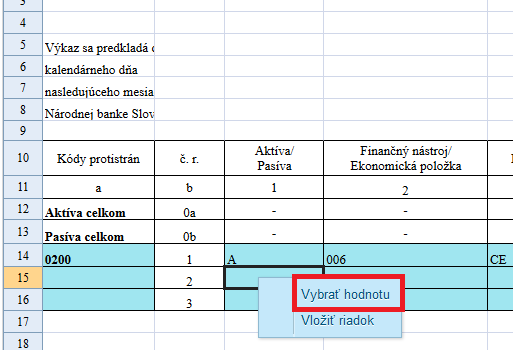 3
4
5 Výkaz sa predkladá d
6 kalendárneho dňa
7 nasledujúceho mesia
8 Národnej banke Slov
9
10 Kódy protistrán č. r. Aktíva/ Pasíva Finančný nástroj/ Ekonomická položka
11 a b 1 2
12 Aktíva celkom 0a - -
13 Pasíva celkom 0b - -
14 0200 1 A 006 CE
15 2
Vybrať hodnotu
16 3
Vložiť riadok
17
18